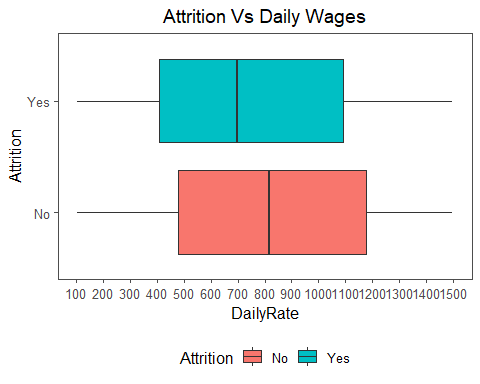 Attrition Vs Daily Wages
Yes
No
Attrition
100 200 300 400 500 600 700 800 900 1000 1100 1200 1300 1400 1500
DailyRate
Attrition No Yes